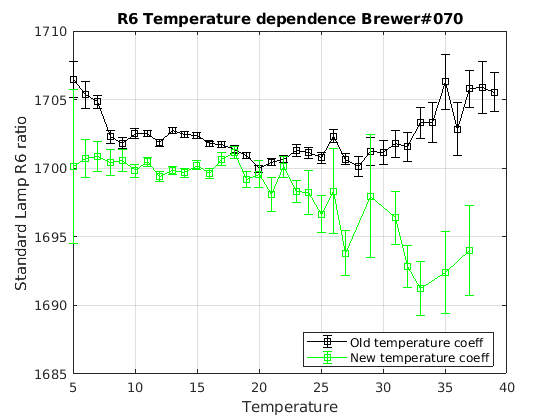 R6 Temperature dependence Brewer#070
Standard Lamp R6 ratio
1710
1705
1700
1695
1690
1685
5 10 15 20 25 30 35 40
Temperature
Old temperature coeff
New temperature coeff